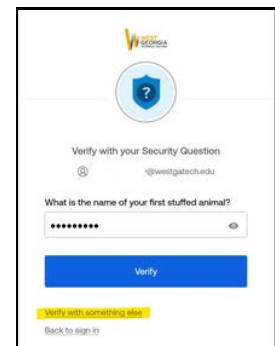 WEST
GEORGIA
Verify with your Security Question
@westgatech.edu
What is the name of your first stuffed animal?
•••••••••
Verify
Verify with something else
Back to sign in